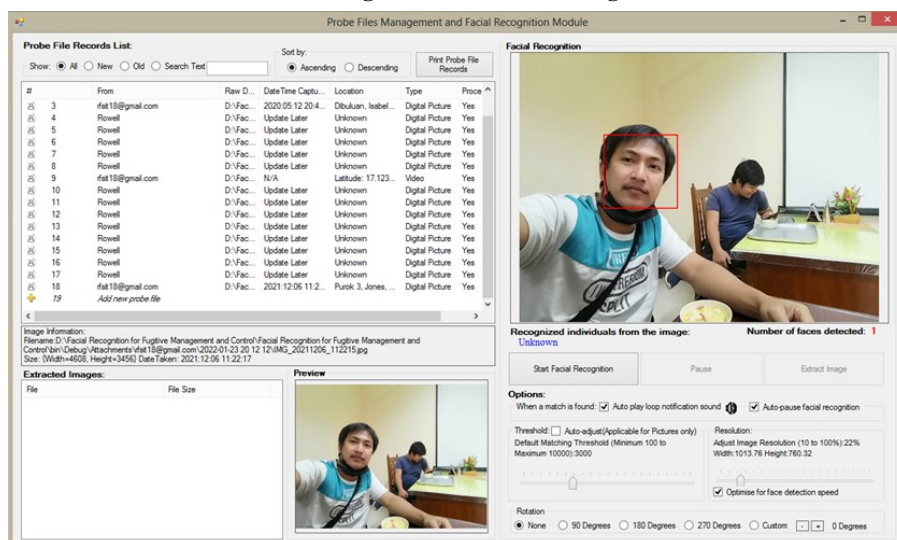 Probe Files Management and Facial Recognition Module
Probe File Records List:
Show: All New Old Search Text
Sort by:
Ascending Descending
Print Probe File
Records
# From Raw D... DateTime Captu... Location Type Proce
3 rfsit18@gmail.com D:\Fac... 2020:05:12 20:4... Dibuluan, Isabel... Digital Picture Yes
4 Rowell D:\Fac... Update Later Unknown Digital Picture Yes
5 Rowell D:\Fac... Update Later Unknown Digital Picture Yes
6 Rowell D:\Fac... Update Later Unknown Digital Picture Yes
7 Rowell D:\Fac... Update Later Unknown Digital Picture Yes
8 Rowell D:\Fac... Update Later Unknown Digital Picture Yes
9 rfsit18@gmail.com D:\Fac... N/A Latitude: 17.123... Video Yes
10 Rowell D:\Fac... Update Later Unknown Digital Picture Yes
11 Rowell D:\Fac... Update Later Unknown Digital Picture Yes
12 Rowell D:\Fac... Update Later Unknown Digital Picture Yes
13 Rowell D:\Fac... Update Later Unknown Digital Picture Yes
14 Rowell D:\Fac... Update Later Unknown Digital Picture Yes
15 Rowell D:\Fac... Update Later Unknown Digital Picture Yes
16 Rowell D:\Fac... Update Later Unknown Digital Picture Yes
17 Rowell D:\Fac... Update Later Unknown Digital Picture Yes
18 rfsit18@gmail.com D:\Fac... 2021:12:06 11:2... Purok 3, Jones, ... Digital Picture Yes
19 Add new probe file
Image Information:
Filename:D:\Facial Recognition for Fugitive Management and Control\Facial Recognition for Fugitive Management and
Control\bin\Debug\Attachments\rfsit18@gmail.com\2022-01-23 20 12 12\IMG_20211206_112215.jpg
Size: {Width=4608, Height=3456} DateTaken: 2021:12:06 11:22:17
Extracted Images:
File File Size
Preview
Facial Recognition
Recognized individuals from the image: Number of faces detected: 1
Unknown
Start Facial Recognition Pause Extract Image
Options:
When a match is found: Auto play loop notification sound Auto-pause facial recognition
Threshold: Auto-adjust(Applicable for Pictures only)
Default Matching Threshold (Minimum 100 to
Maximum 10000):3000
Resolution:
Adjust Image Resolution (10 to 100%):22%
Width:1013.76 Height:760.32
Optimise for face detection speed
Rotation
None 90 Degrees 180 Degrees 270 Degrees Custom - + 0 Degrees